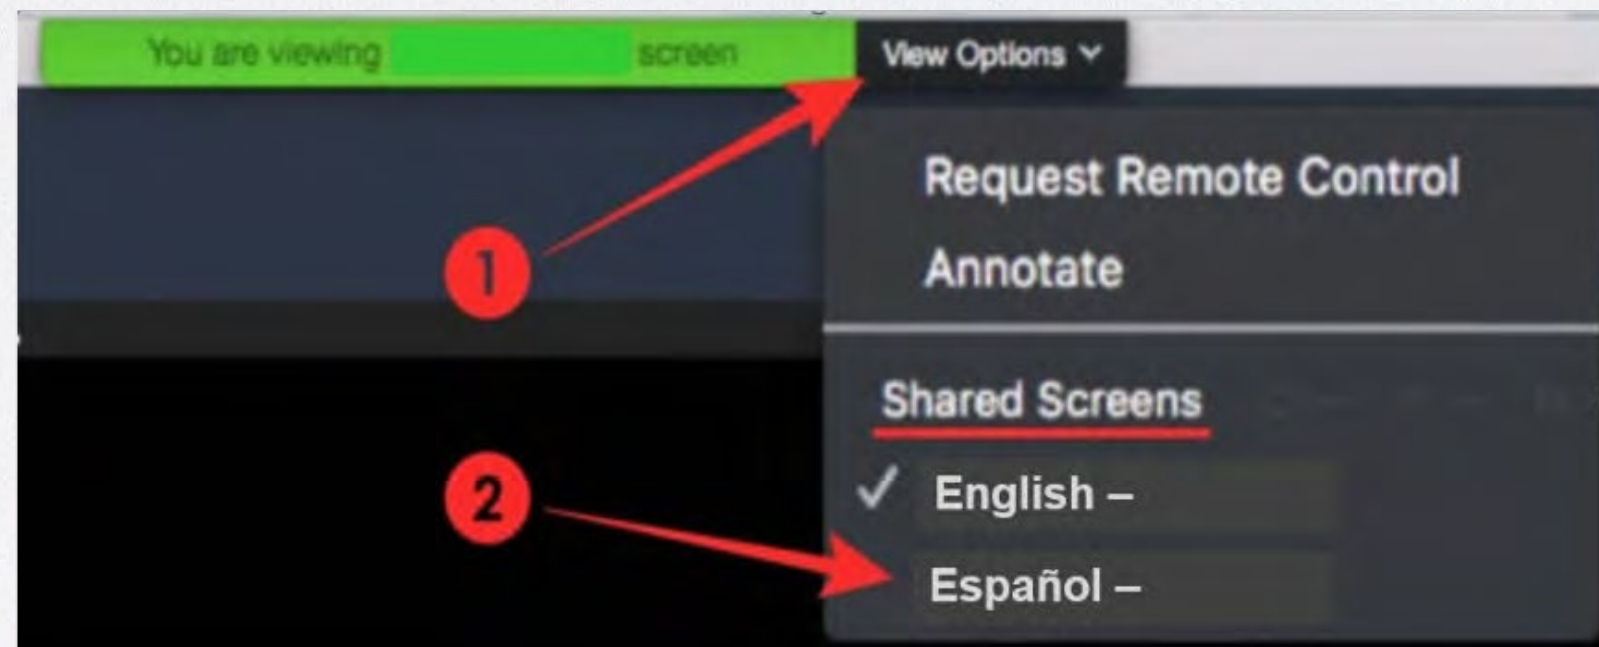 You are viewing screen
View Options
Request Remote Control
Annotate
1
Shared Screens
2
English –
Español –